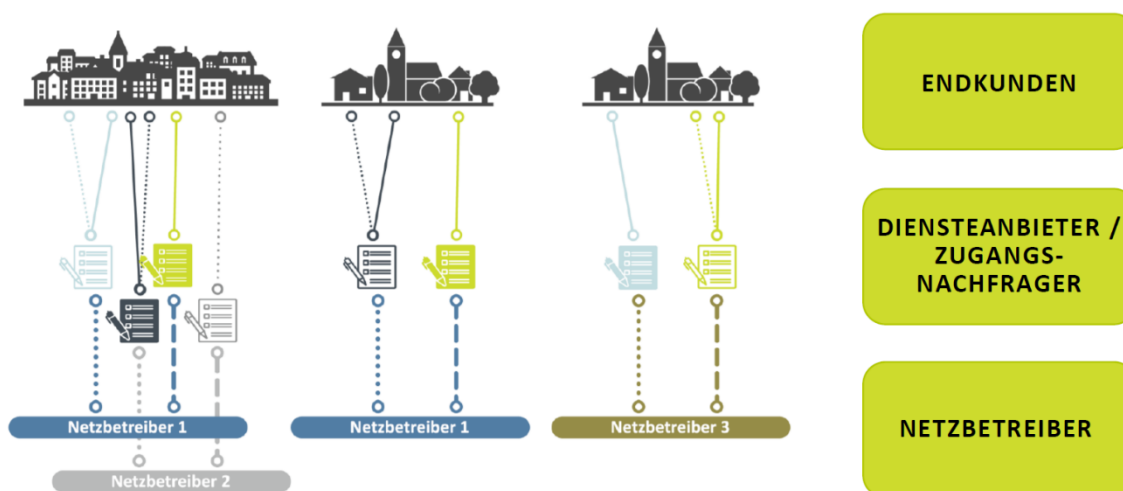 ENDKUNDEN
DIENSTEANBIETER /
ZUGANGS-
NACHFRAGER
NETZBETREIBER
Netzbetreiber 1
Netzbetreiber 1
Netzbetreiber 3
Netzbetreiber 2